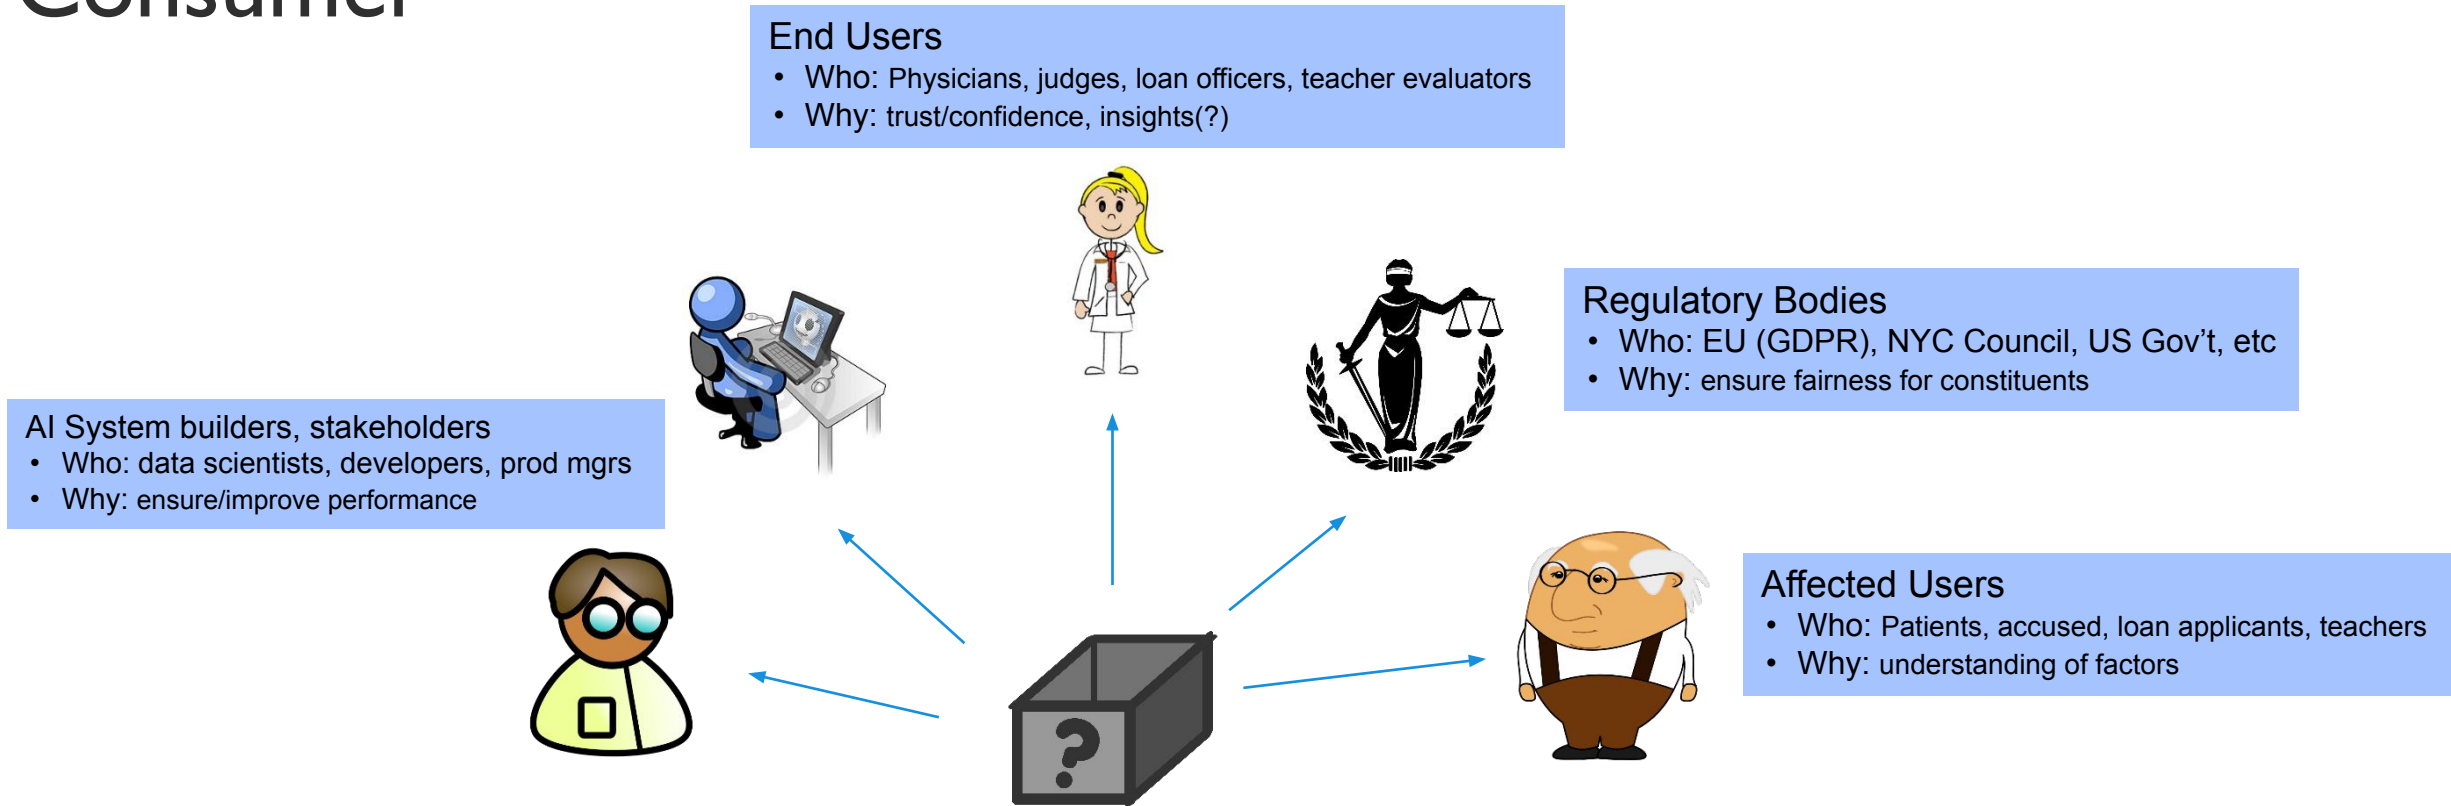 Consumer
End Users
• Who: Physicians, judges, loan officers, teacher evaluators
• Why: trust/confidence, insights(?)
Regulatory Bodies
• Who: EU (GDPR), NYC Council, US Gov’t, etc
• Why: ensure fairness for constituents
AI System builders, stakeholders
• Who: data scientists, developers, prod mgrs
• Why: ensure/improve performance
Affected Users
• Who: Patients, accused, loan applicants, teachers
• Why: understanding of factors
?